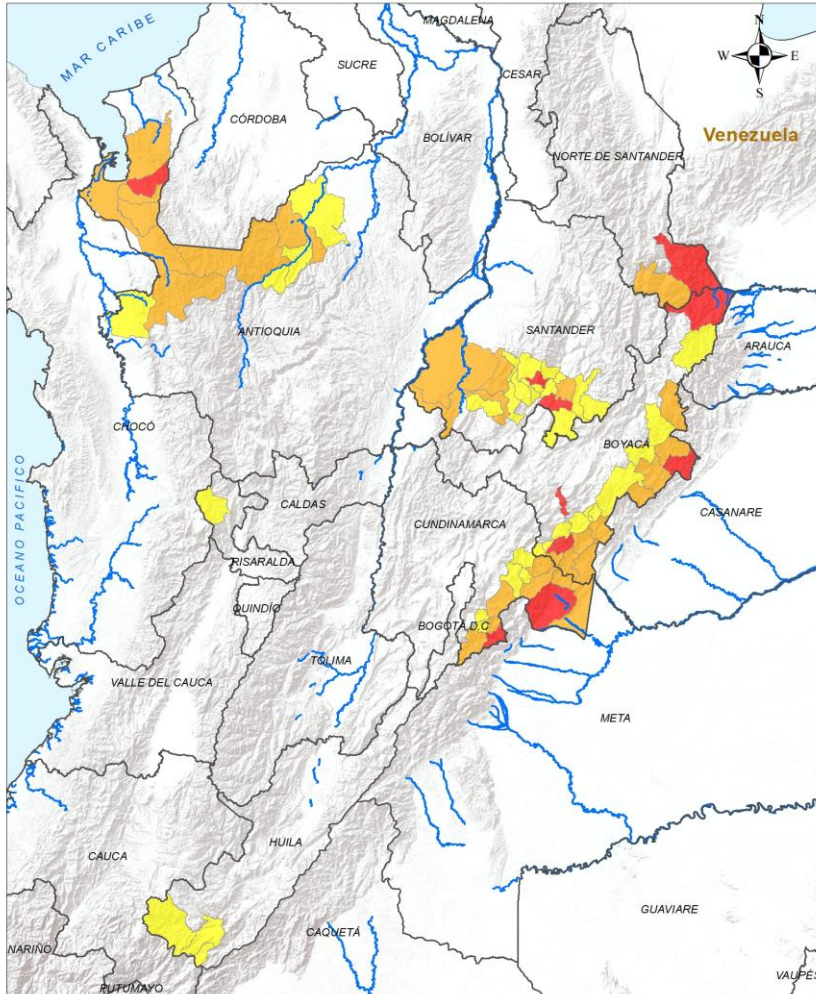 MAGDALENA
MAR CARIBE
N
W E
S
SUCRE
CESAR
CÓRDOBA
BOLÍVAR
Venezuela
NORTE DE SANTANDER
ANTIOQUIA
SANTANDER
ARAUCA
CHOCÓ
BOYACÁ
OCEANO PACIFICO
CALDAS
CUNDINAMARCA
CASANARE
RISARALDA
QUINDÍO
BOGOTÁ,D.C
TOLIMA
VALLE DEL CAUCA
META
HUILA
CAUCA
GUAVIARE
CAQUETÁ
NARIÑO
VAUPÉS
PUTUMAYO